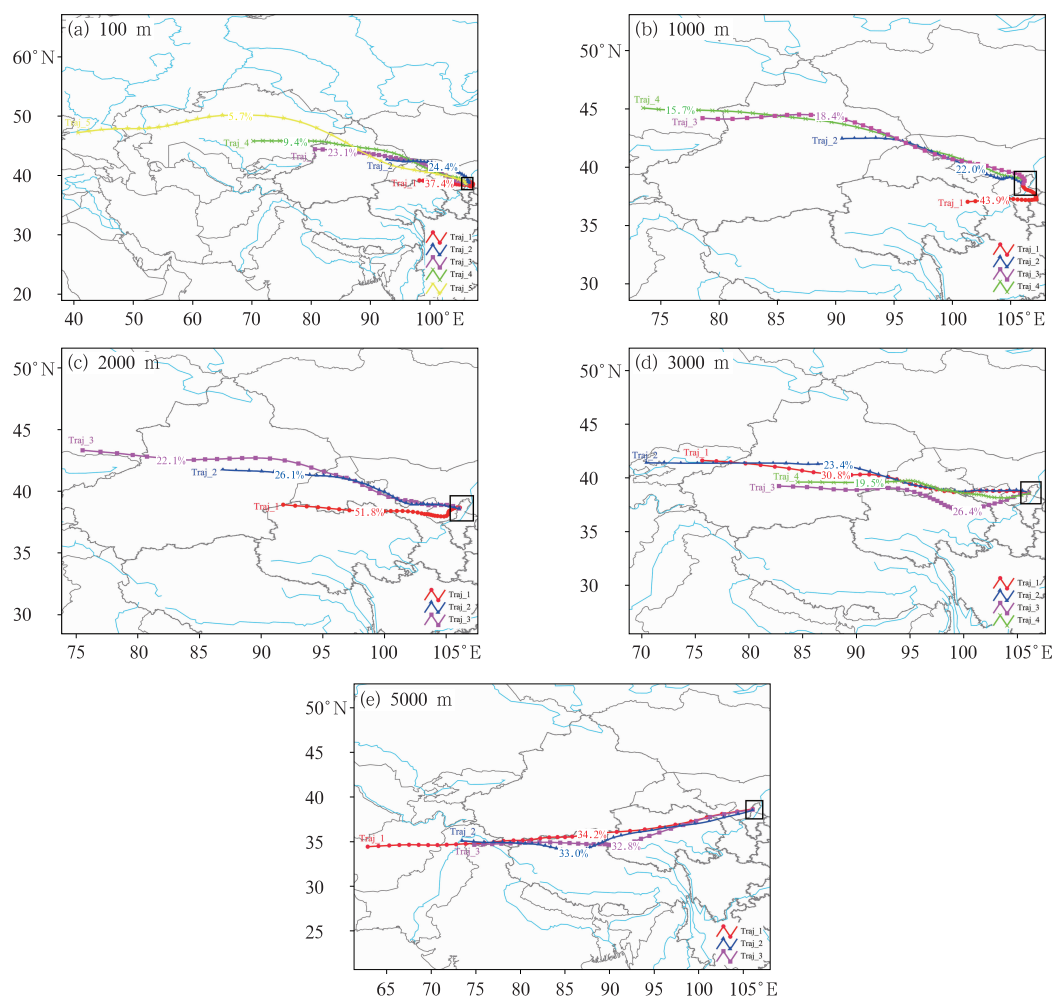 (a) 100 m
60°N
50
40
30
20
Traj_5
5.7%
Traj_4
9.4%
Traj_
23.1%
Traj_2
24.4%
Traj_1
37.4%
Traj_1
Traj_2
Traj_3
Traj_4
Traj_5
40
50
60
70
80
90
100°E
(b) 1000 m
50°N
45
40
35
30
Traj_4
15.7%
Traj_3
18.4%
Traj_2
22.0%
Traj_1
43.9%
Traj_1
Traj_2
Traj_3
Traj_4
75
80
85
90
95
100
105°E
(c) 2000 m
50°N
45
40
35
30
Traj_3
22.1%
Traj_2
26.1%
Traj_1
51.8%
Traj_1
Traj_2
Traj_3
75
80
85
90
95
100
105°E
(d) 3000 m
50°N
45
40
35
30
Traj_2
23.4%
Traj_1
30.8%
Traj_4
19.5%
Traj_3
26.4%
Traj_1
Traj_2
Traj_3
Traj_4
70
75
80
85
90
95
100
105°E
(e) 5000 m
50°N
45
40
35
30
25
Traj_1
34.2%
Traj_2
33.0%
Traj_3
32.8%
Traj_1
Traj_2
Traj_3
65
70
75
80
85
90
95
100
105°E